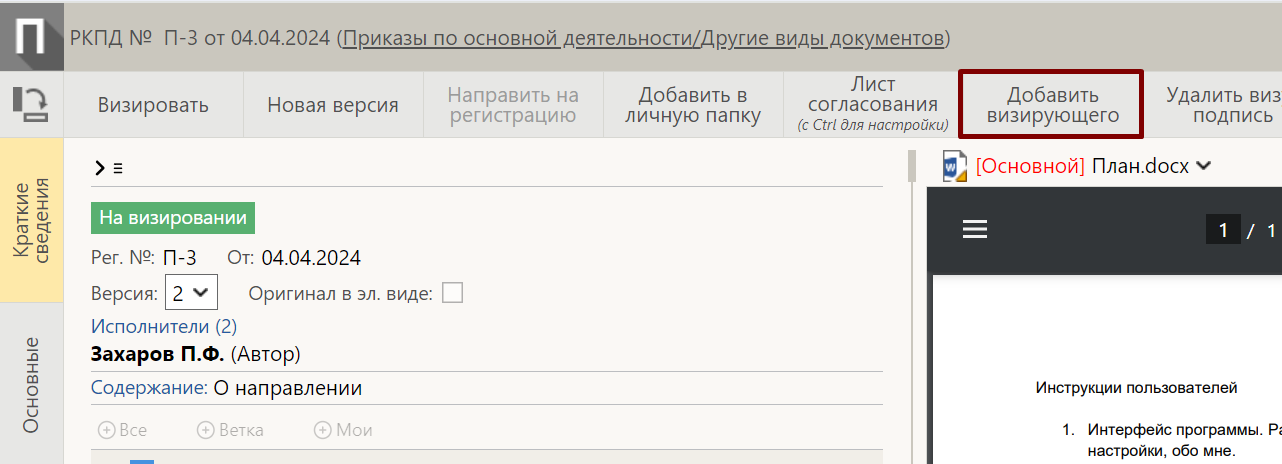 П
РКПД № П-3 от 04.04.2024 (Приказы по основной деятельности/Другие виды документов)
Визировать
Новая версия
Направить на
регистрацию
Добавить в
личную папку
Лист
согласования
(с Ctrl для настройки)
Добавить
визирующего
Удалить виз
подпись
Краткие
сведения
Основные
На визировании
Рег. №: П-3 От: 04.04.2024
Версия: 2 Оригинал в эл. виде:
Исполнители (2)
Захаров П.Ф. (Автор)
Содержание: О направлении
Все Ветка Мои
[Основной] План.docx
1 / 1
Инструкции пользователей
1. Интерфейс программы. Ра
настройки, обо мне.